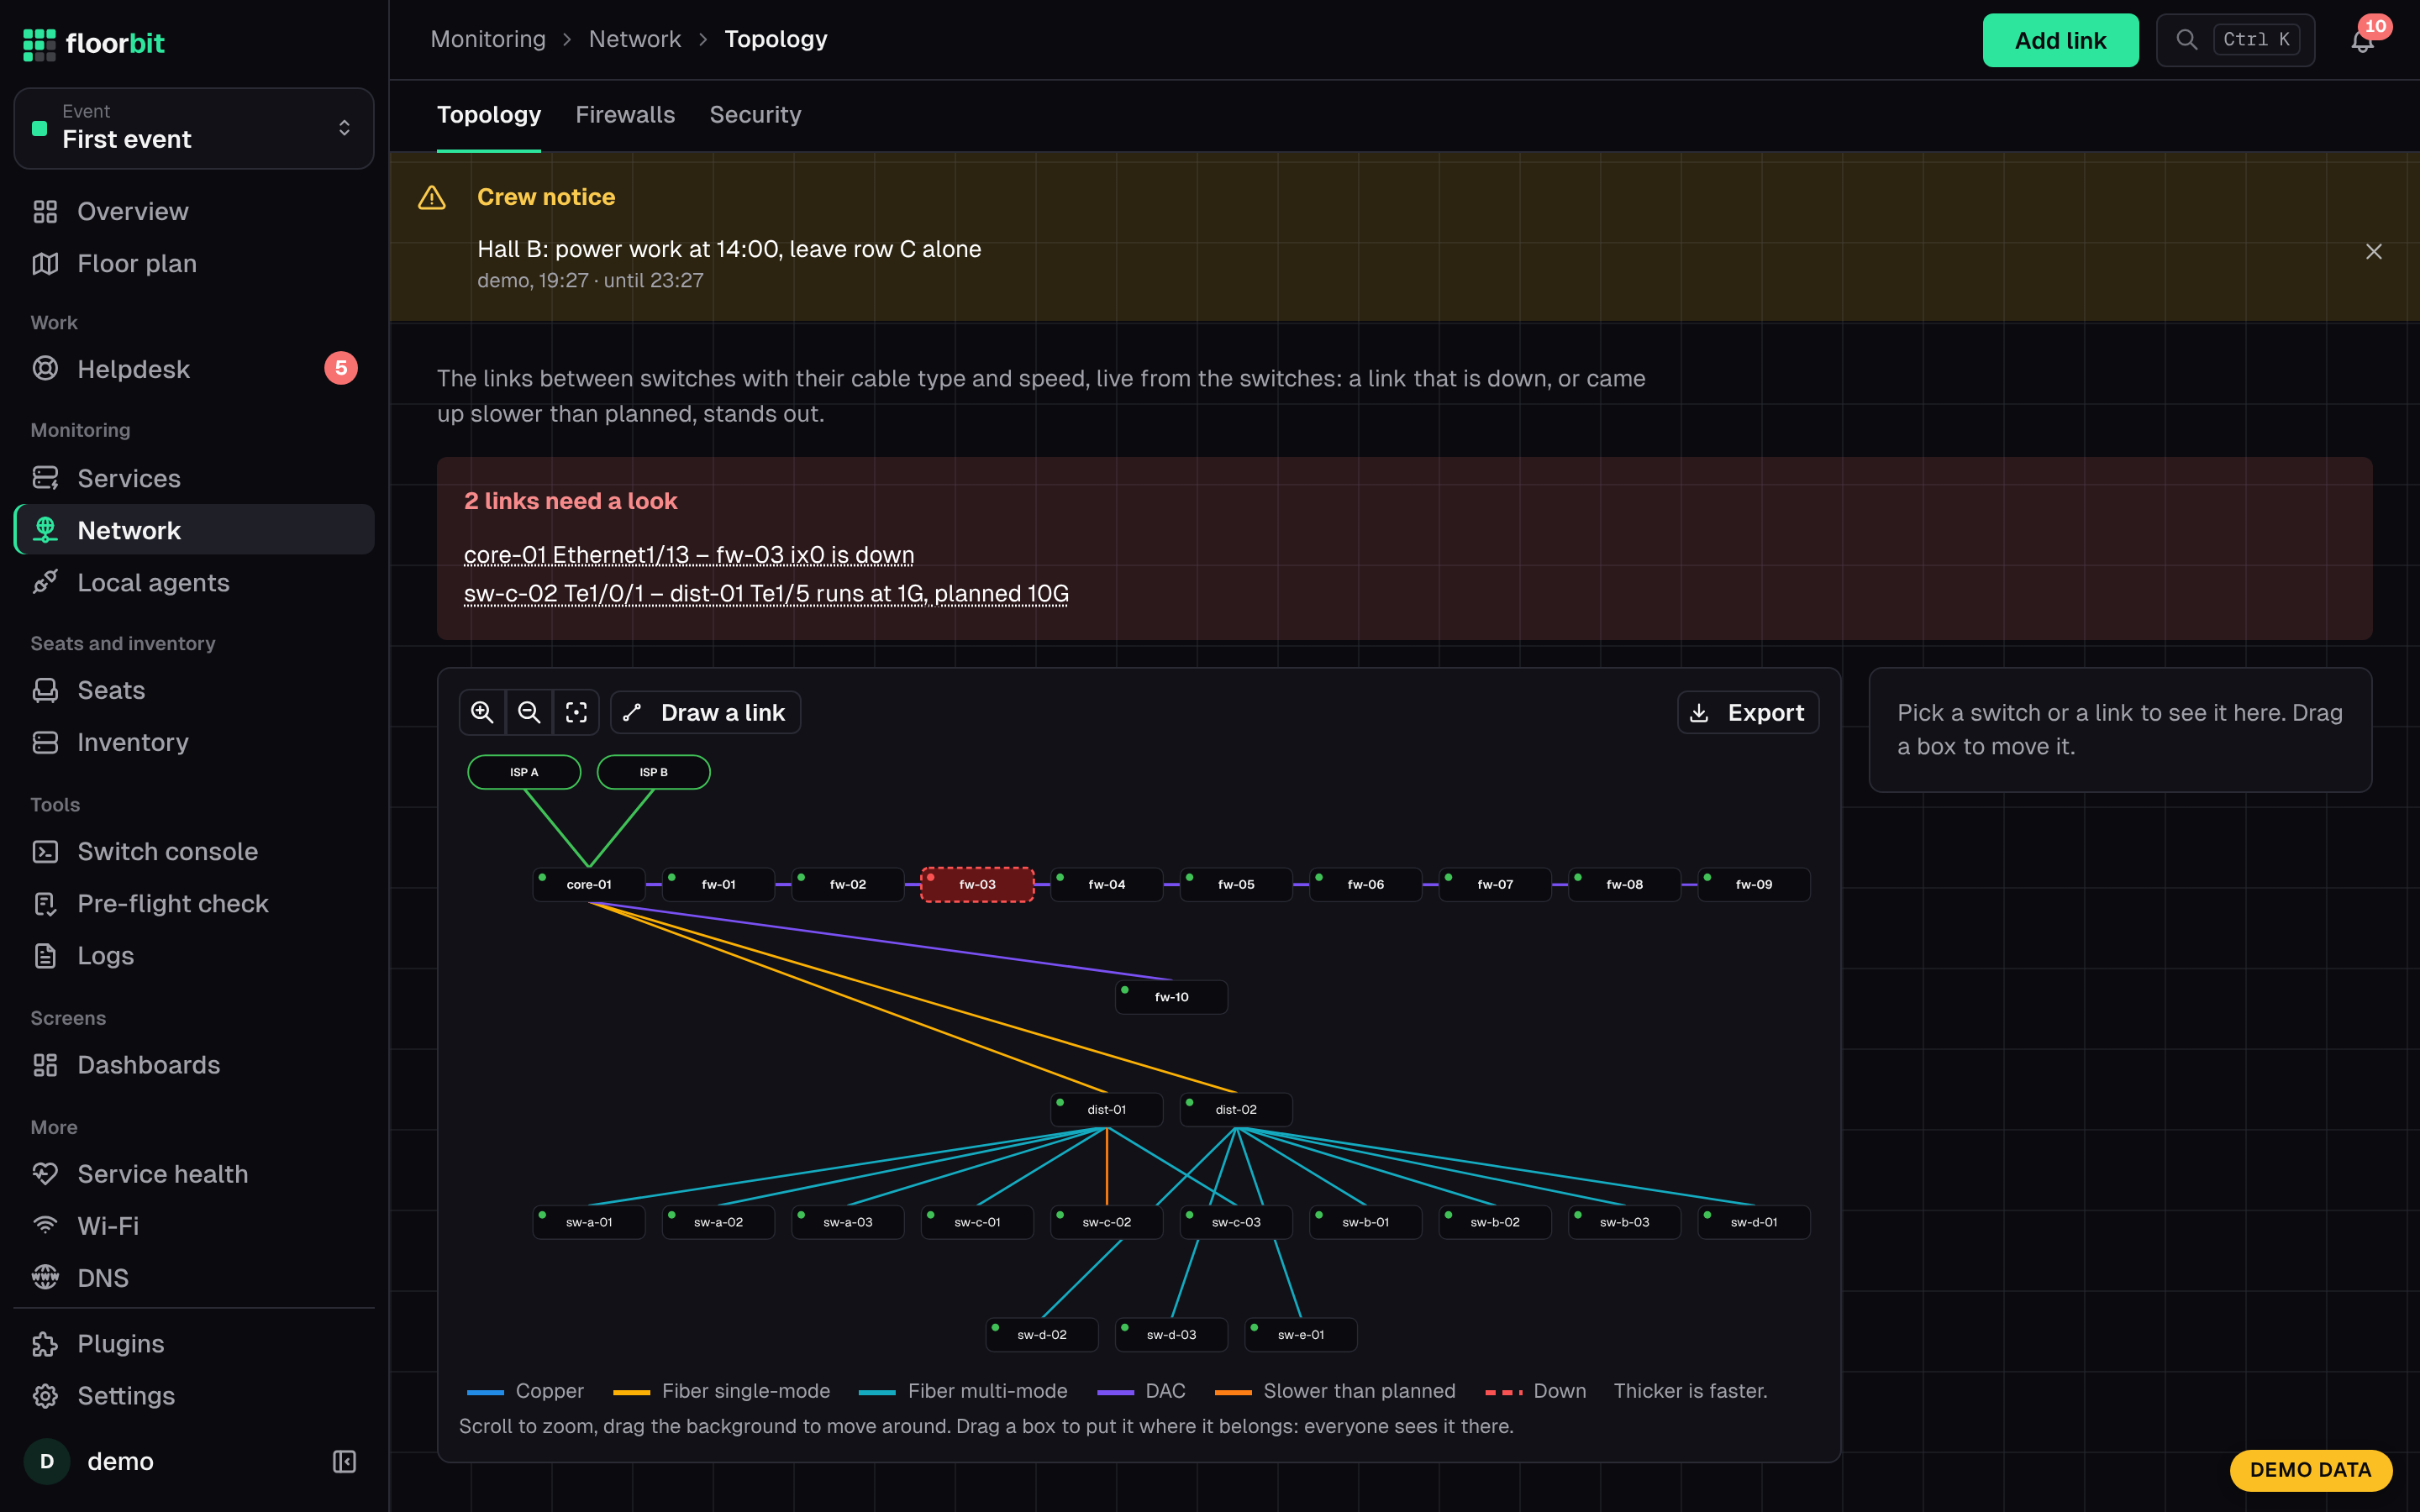 floorbit
Event
First event
Overview
Floor plan
Work
Helpdesk
5
Monitoring
Services
Network
Local agents
Seats and inventory
Seats
Inventory
Tools
Switch console
Pre-flight check
Logs
Screens
Dashboards
More
Service health
Wi-Fi
DNS
Plugins
Settings
D
demo
Monitoring > Network > Topology
Add link
Ctrl K
10
Topology
Firewalls
Security
Crew notice
Hall B: power work at 14:00, leave row C alone
demo, 19:27 · until 23:27
The links between switches with their cable type and speed, live from the switches: a link that is down, or came
up slower than planned, stands out.
2 links need a look
core-01 Ethernet1/13 – fw-03 ix0 is down
sw-c-02 Te1/0/1 – dist-01 Te1/5 runs at 1G, planned 10G
Draw a link
Export
ISP A
ISP B
core-01
fw-01
fw-02
fw-03
fw-04
fw-05
fw-06
fw-07
fw-08
fw-09
fw-10
dist-01
dist-02
sw-a-01
sw-a-02
sw-a-03
sw-c-01
sw-c-02
sw-c-03
sw-b-01
sw-b-02
sw-b-03
sw-d-01
sw-d-02
sw-d-03
sw-e-01
Copper
Fiber single-mode
Fiber multi-mode
DAC
Slower than planned
Down
Thicker is faster.
Scroll to zoom, drag the background to move around. Drag a box to put it where it belongs: everyone sees it there.
Pick a switch or a link to see it here. Drag
a box to move it.
DEMO DATA